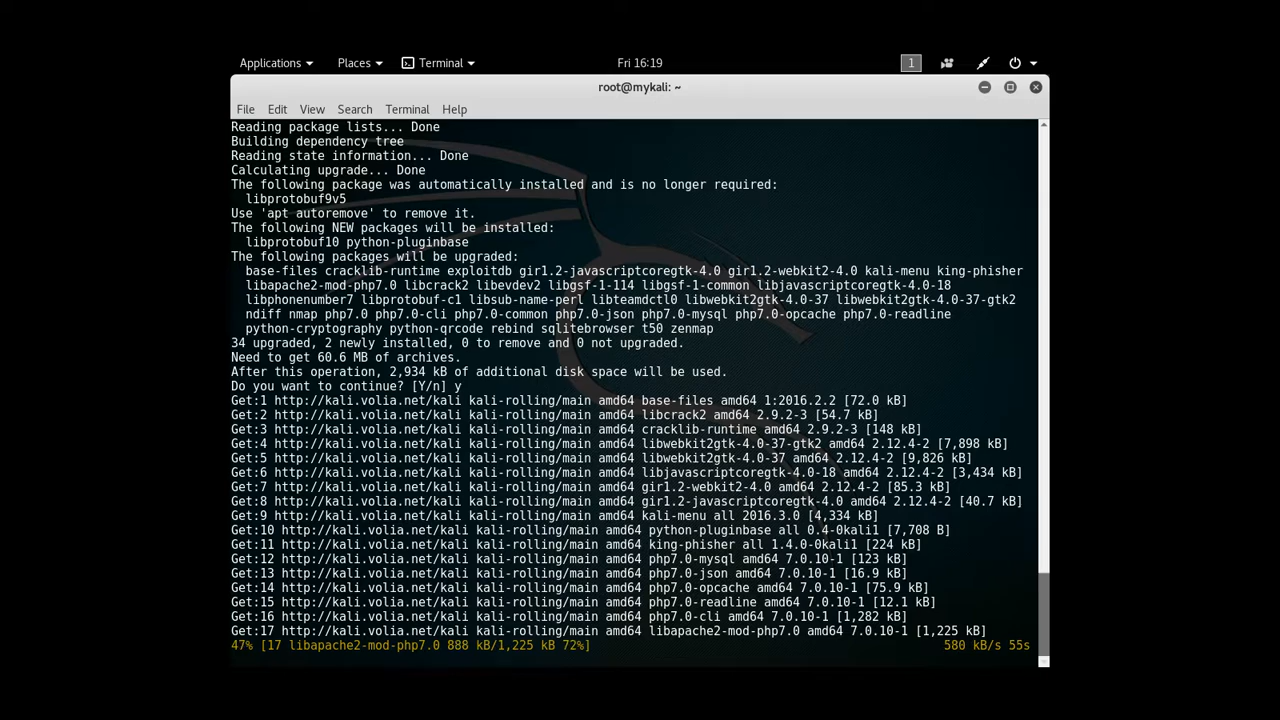 Applications Places Terminal Fri 16:19 1
root@mykali: ~
File Edit View Search Terminal Help
Reading package lists... Done
Building dependency tree
Reading state information... Done
Calculating upgrade... Done
The following package was automatically installed and is no longer required:
  libprotobuf9v5
Use 'apt autoremove' to remove it.
The following NEW packages will be installed:
  libprotobuf10 python-pluginbase
The following packages will be upgraded:
  base-files cracklib-runtime exploitdb gir1.2-javascriptcoregtk-4.0 gir1.2-webkit2-4.0 kali-menu king-phisher
  libapache2-mod-php7.0 libcrack2 libevdev2 libgsf-1-114 libgsf-1-common libjavascriptcoregtk-4.0-18
  libphonenumber7 libprotobuf-c1 libsub-name-perl libteamdctl0 libwebkit2gtk-4.0-37 libwebkit2gtk-4.0-37-gtk2
  ndiff nmap php7.0 php7.0-cli php7.0-common php7.0-json php7.0-mysql php7.0-opcache php7.0-readline
  python-cryptography python-qrcode rebind sqlitebrowser t50 zenmap
34 upgraded, 2 newly installed, 0 to remove and 0 not upgraded.
Need to get 60.6 MB of archives.
After this operation, 2,934 kB of additional disk space will be used.
Do you want to continue? [Y/n] y
Get:1 http://kali.volia.net/kali kali-rolling/main amd64 base-files amd64 1:2016.2.2 [72.0 kB]
Get:2 http://kali.volia.net/kali kali-rolling/main amd64 libcrack2 amd64 2.9.2-3 [54.7 kB]
Get:3 http://kali.volia.net/kali kali-rolling/main amd64 cracklib-runtime amd64 2.9.2-3 [148 kB]
Get:4 http://kali.volia.net/kali kali-rolling/main amd64 libwebkit2gtk-4.0-37-gtk2 amd64 2.12.4-2 [7,898 kB]
Get:5 http://kali.volia.net/kali kali-rolling/main amd64 libwebkit2gtk-4.0-37 amd64 2.12.4-2 [9,826 kB]
Get:6 http://kali.volia.net/kali kali-rolling/main amd64 libjavascriptcoregtk-4.0-18 amd64 2.12.4-2 [3,434 kB]
Get:7 http://kali.volia.net/kali kali-rolling/main amd64 gir1.2-webkit2-4.0 amd64 2.12.4-2 [85.3 kB]
Get:8 http://kali.volia.net/kali kali-rolling/main amd64 gir1.2-javascriptcoregtk-4.0 amd64 2.12.4-2 [40.7 kB]
Get:9 http://kali.volia.net/kali kali-rolling/main amd64 kali-menu all 2016.3.0 [4,334 kB]
Get:10 http://kali.volia.net/kali kali-rolling/main amd64 python-pluginbase all 0.4-0kali1 [7,708 B]
Get:11 http://kali.volia.net/kali kali-rolling/main amd64 king-phisher all 1.4.0-0kali1 [224 kB]
Get:12 http://kali.volia.net/kali kali-rolling/main amd64 php7.0-mysql amd64 7.0.10-1 [123 kB]
Get:13 http://kali.volia.net/kali kali-rolling/main amd64 php7.0-json amd64 7.0.10-1 [16.9 kB]
Get:14 http://kali.volia.net/kali kali-rolling/main amd64 php7.0-opcache amd64 7.0.10-1 [75.9 kB]
Get:15 http://kali.volia.net/kali kali-rolling/main amd64 php7.0-readline amd64 7.0.10-1 [12.1 kB]
Get:16 http://kali.volia.net/kali kali-rolling/main amd64 php7.0-cli amd64 7.0.10-1 [1,282 kB]
Get:17 http://kali.volia.net/kali kali-rolling/main amd64 libapache2-mod-php7.0 amd64 7.0.10-1 [1,225 kB]
47% [17 libapache2-mod-php7.0 888 kB/1,225 kB 72%] 580 kB/s 55s